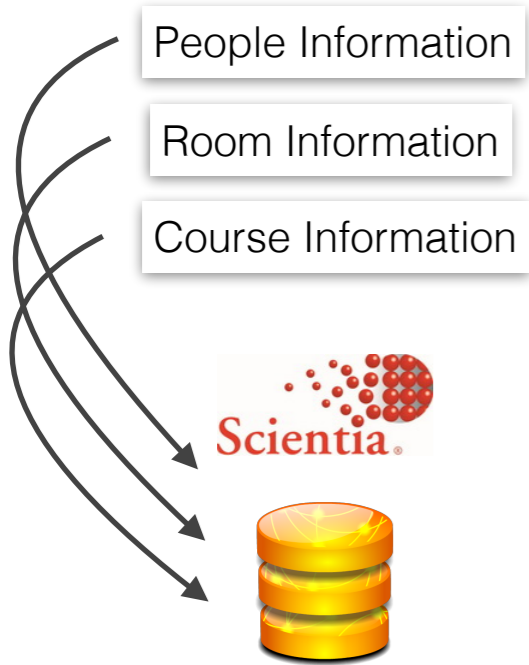 People Information
Room Information
Course Information
Scientia®